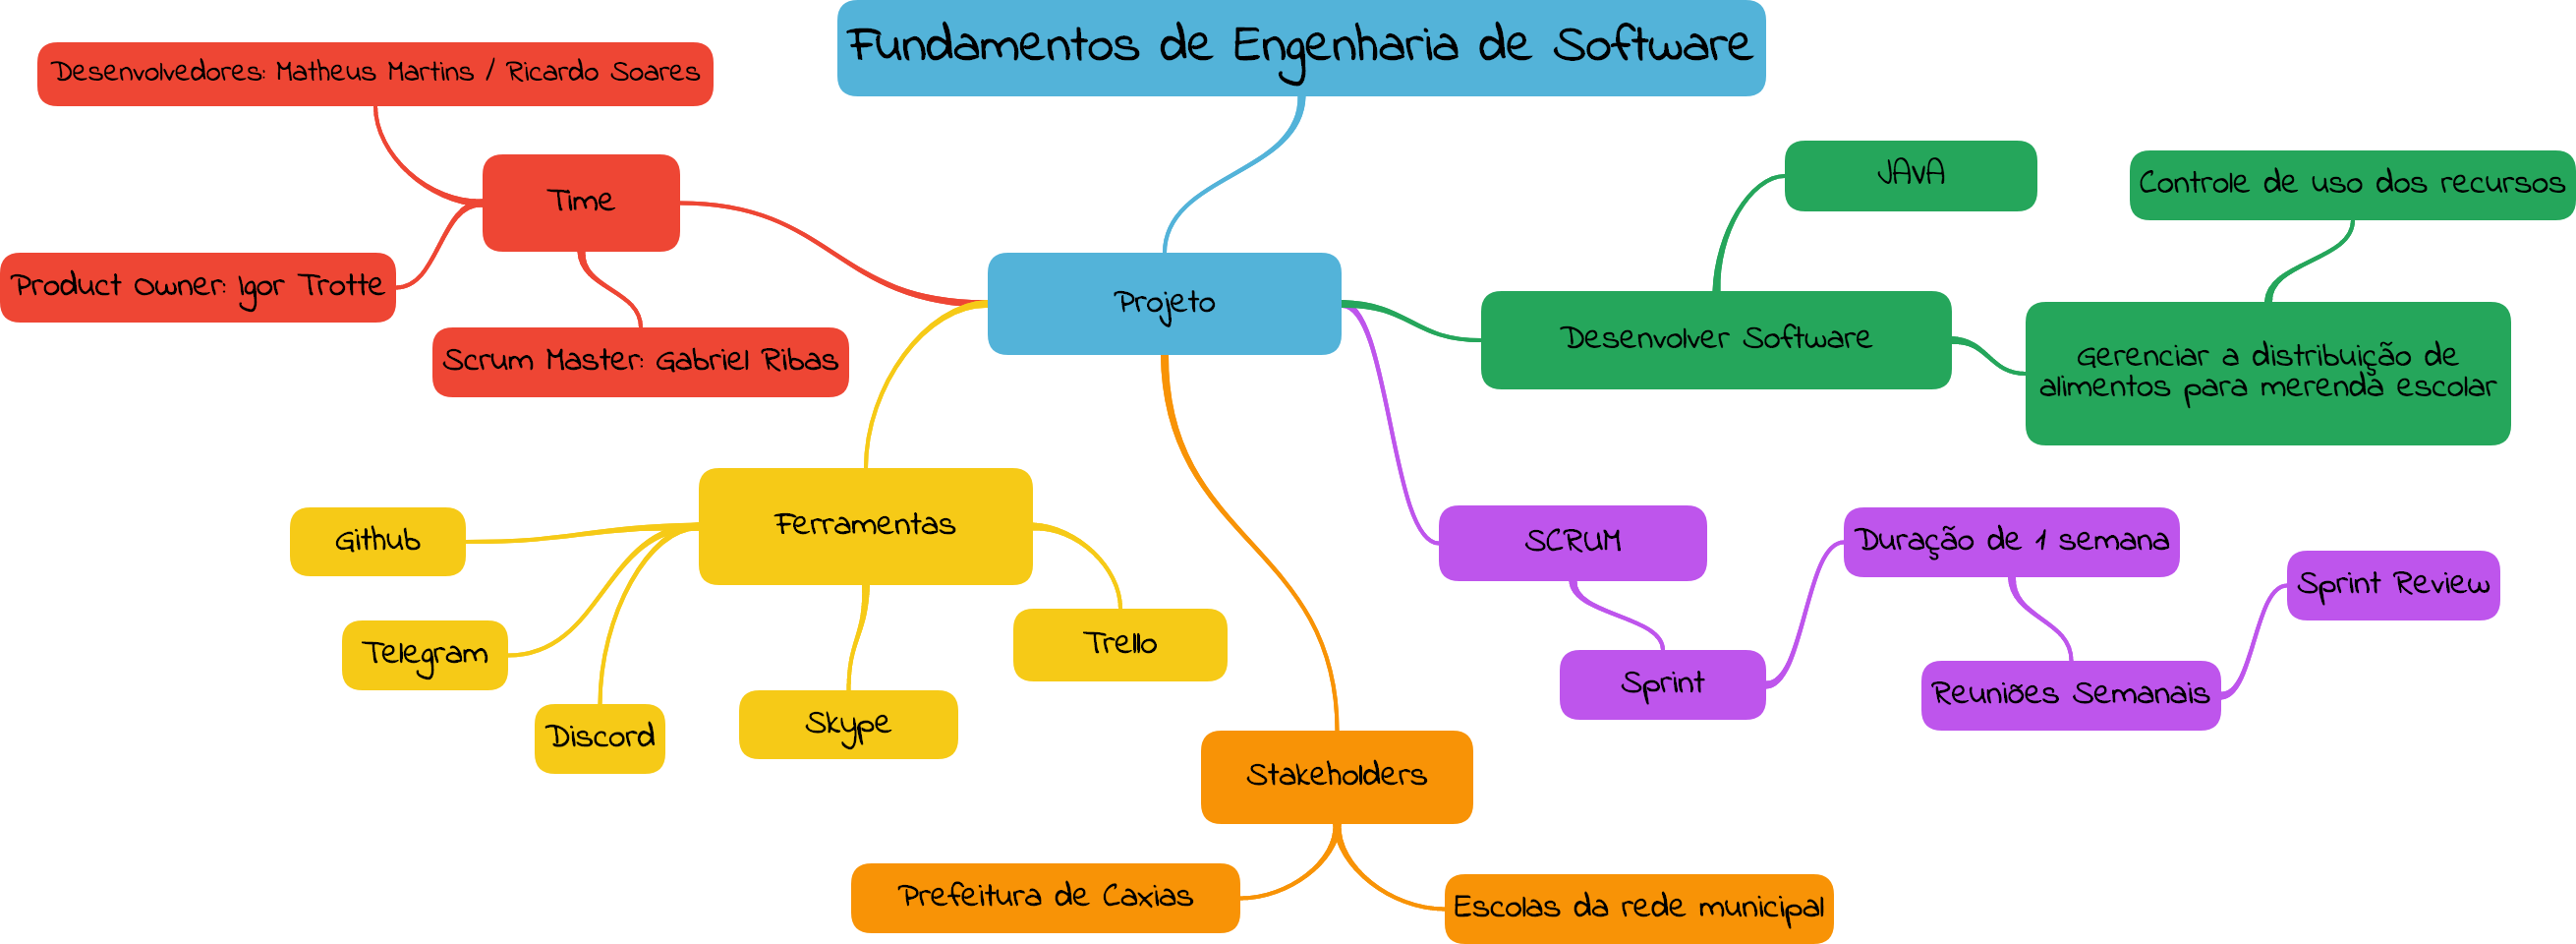 Fundamentos de Engenharia de Software
Desenvolvedores: Matheus Martins / Ricardo Soares
Time
Product Owner: Igor Trotte
Scrum Master: Gabriel Ribas
Projeto
JAVA
Controle de uso dos recursos
Desenvolver Software
Gerenciar a distribuição de
alimentos para merenda escolar
Ferramentas
Github
Telegram
Discord
Skype
Trello
SCRUM
Sprint
Duração de 1 semana
Reuniões Semanais
Sprint Review
Stakeholders
Prefeitura de Caxias
Escolas da rede municipal